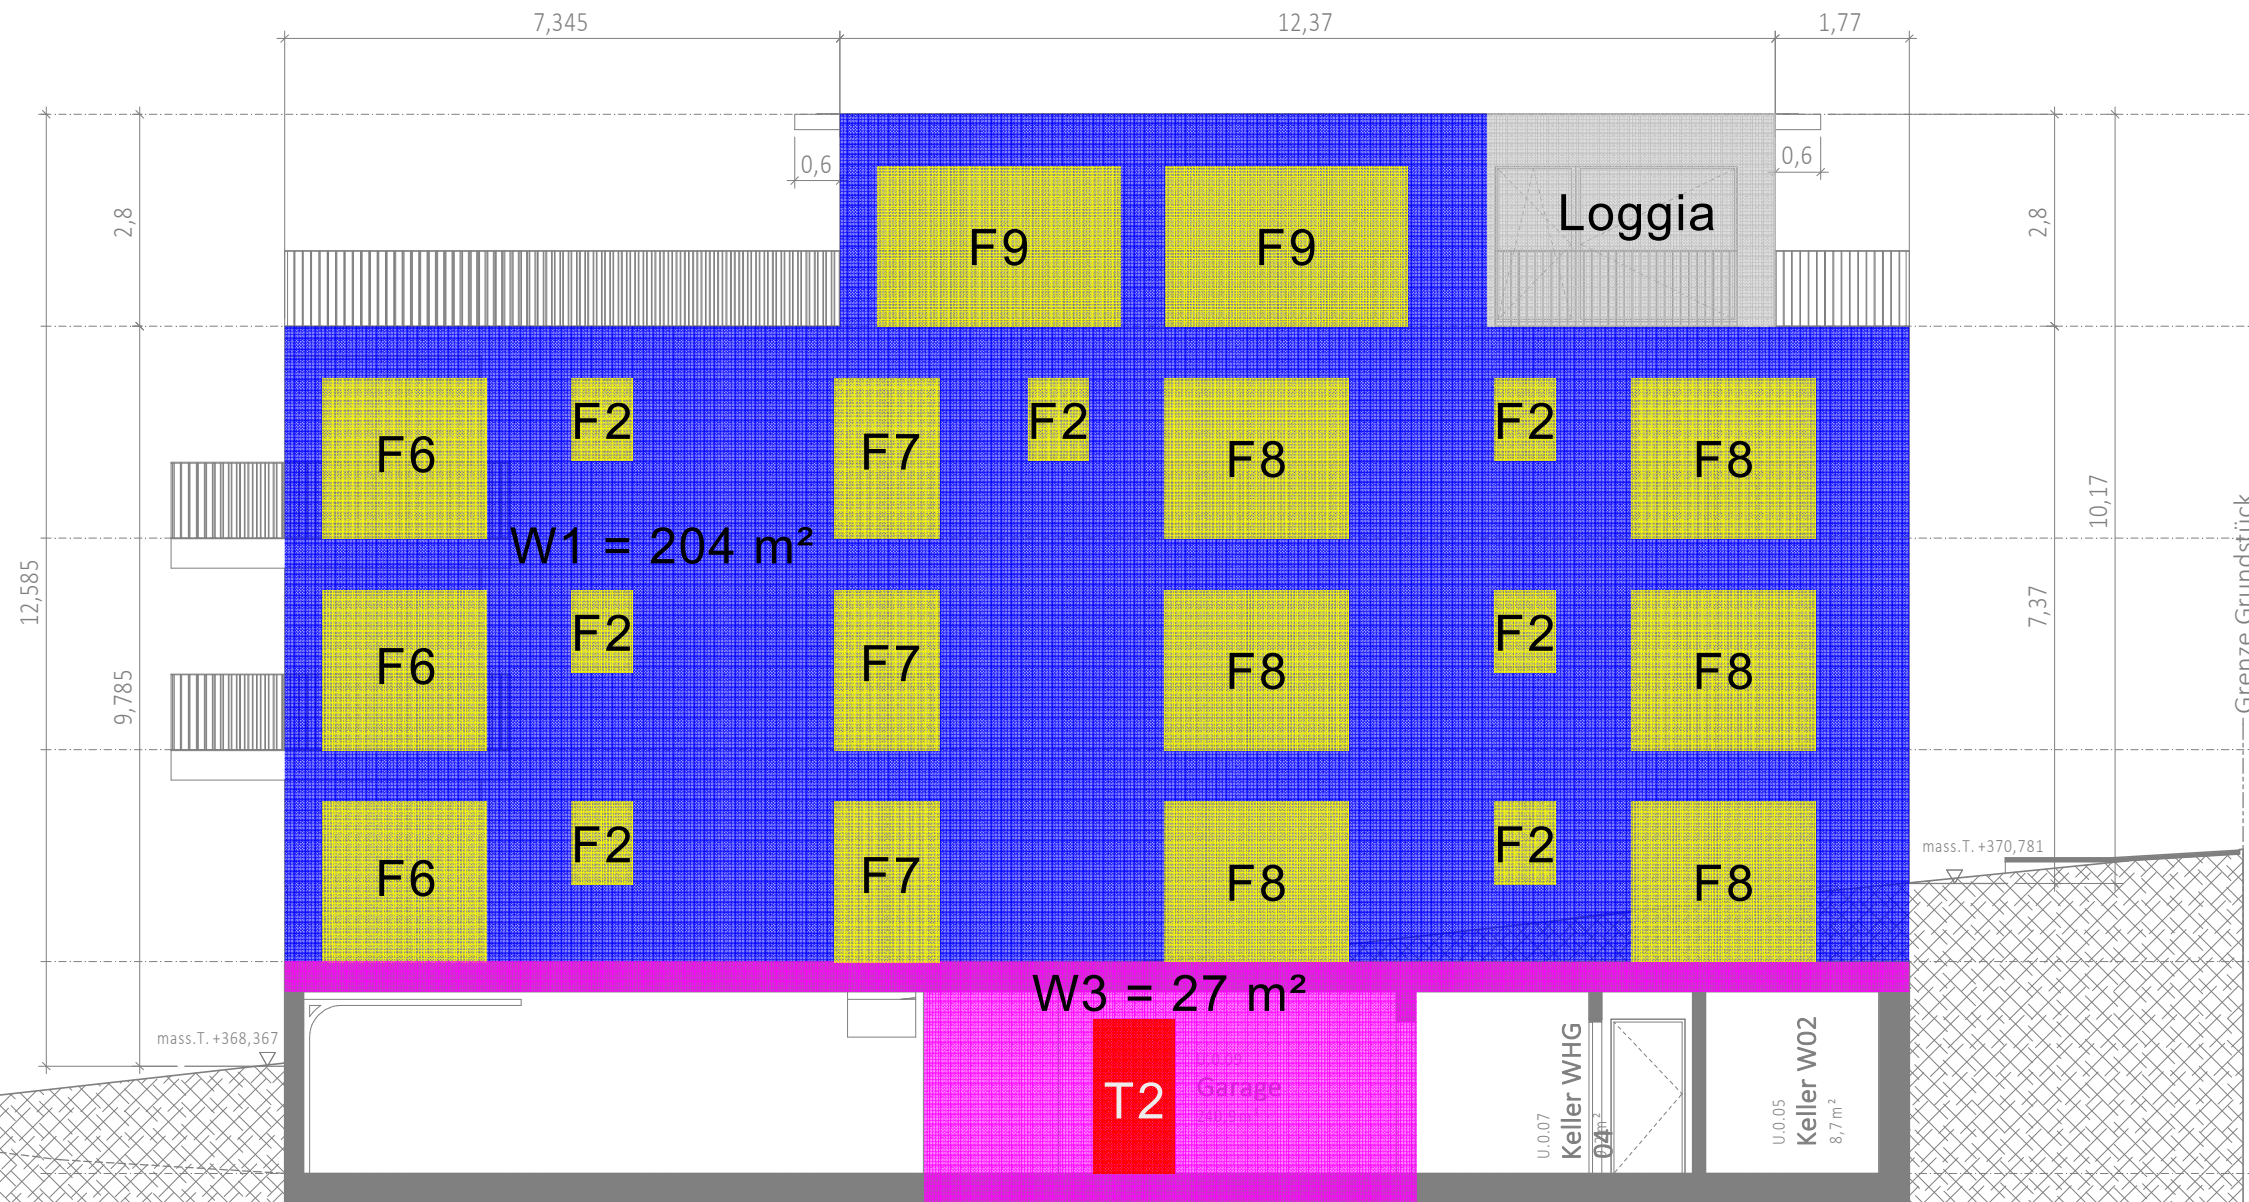 7,345
12,37
1,77
0,6
0,6
2,8
2,8
Loggia
F9
F9
F6
F2
F7
F2
F8
F2
F8
W1 = 204 m²
10,17
Grenze Grundstück
12,585
7,37
F6
F2
F7
F8
F2
F8
9,785
mass.T. +370,781
F6
F2
F7
F8
F2
F8
W3 = 27 m²
mass.T. +368,367
T2
Garage
U.0.07
Keller WHG
04
U.0.05
Keller W02
8,7 m²